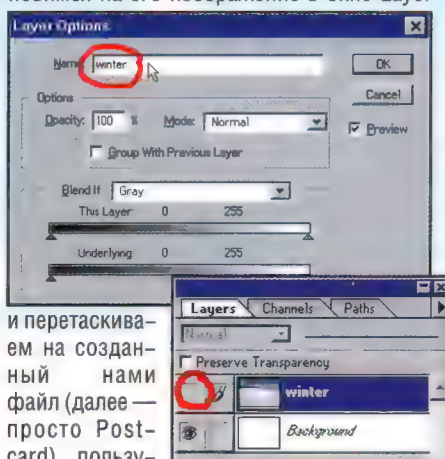 Layer Options
Name: winter
OK
Cancel
Options
Opacity: 100 % Mode: Normal
Preview
Group With Previous Layer
Blend If Gray
This Layer: 0 255
Underlying: 0 255
Layers Channels Paths
Normal
Preserve Transparency
winter
Background
и перетаскива-
ем на создан-
ный нами
файл (далее —
просто Post-
card), пользу-